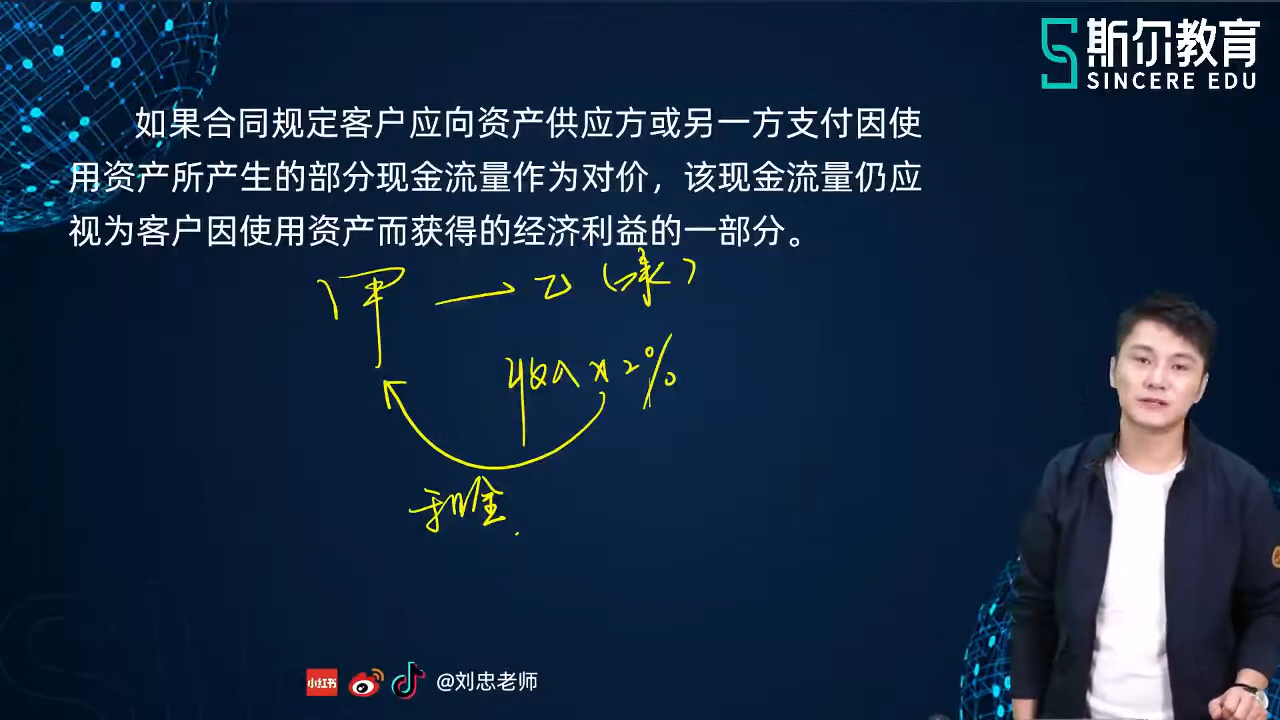 斯尔教育
SINCERE EDU
如果合同规定客户应向资产供应方或另一方支付因使
用资产所产生的部分现金流量作为对价，该现金流量仍应
视为客户因使用资产而获得的经济利益的一部分。
甲 → 乙
收入 × 2%
租金
小红书
@刘忠老师